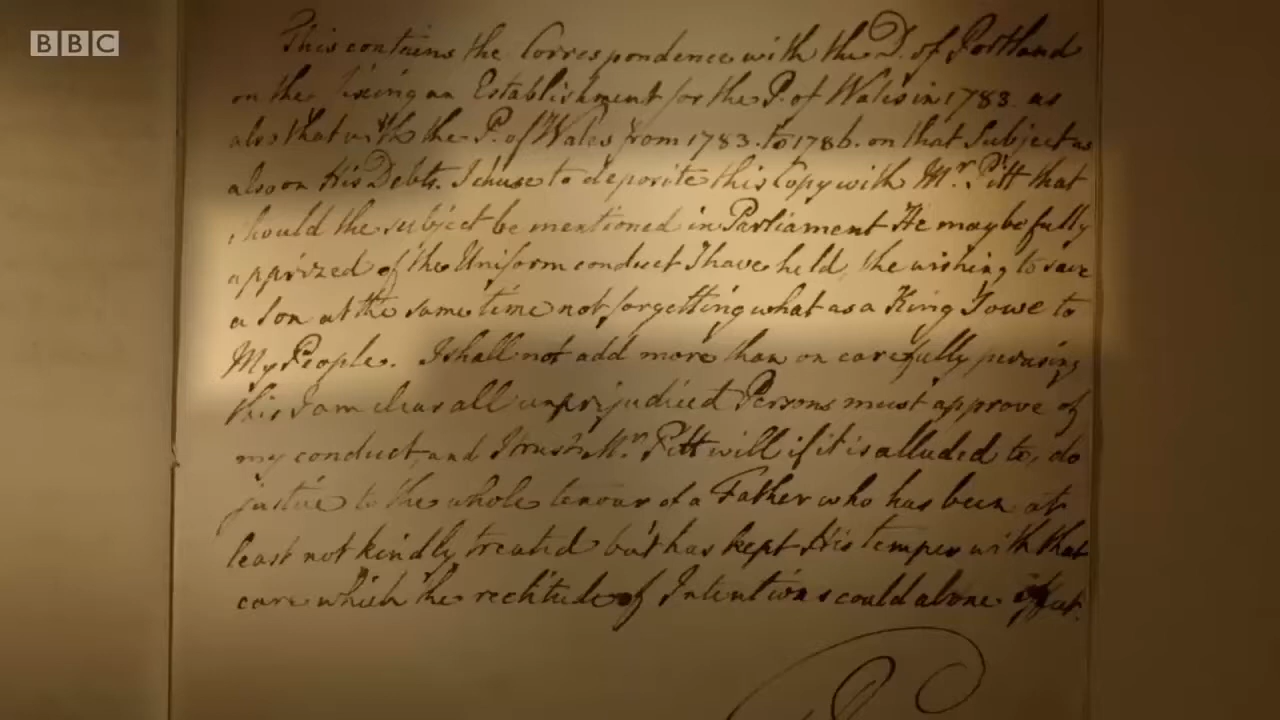 BBC
This contains the Correspondence with the D. of Portland
on the fixing an Establishment for the P. of Wales in 1783. as
also that with the P. of Wales from 1783. to 1786. on that Subject as
also on His Debts. I chuse to deposite this Copy with Mr. Pitt that
should the subject be mentioned in Parliament He may be fully
apprized of the Uniform conduct I have held, the wishing to save
a Son at the same time not forgetting what as a King I owe to
My People. I shall not add more than on carefully perusing
this I am clear all unprejudiced Persons must approve of
my conduct, and I trust Mr. Pitt will if it is alluded to, do
justice to the whole tenour of a Father who has been at
least not kindly treated but has kept His temper with that
care which the rectitude of Intentions could alone effect.